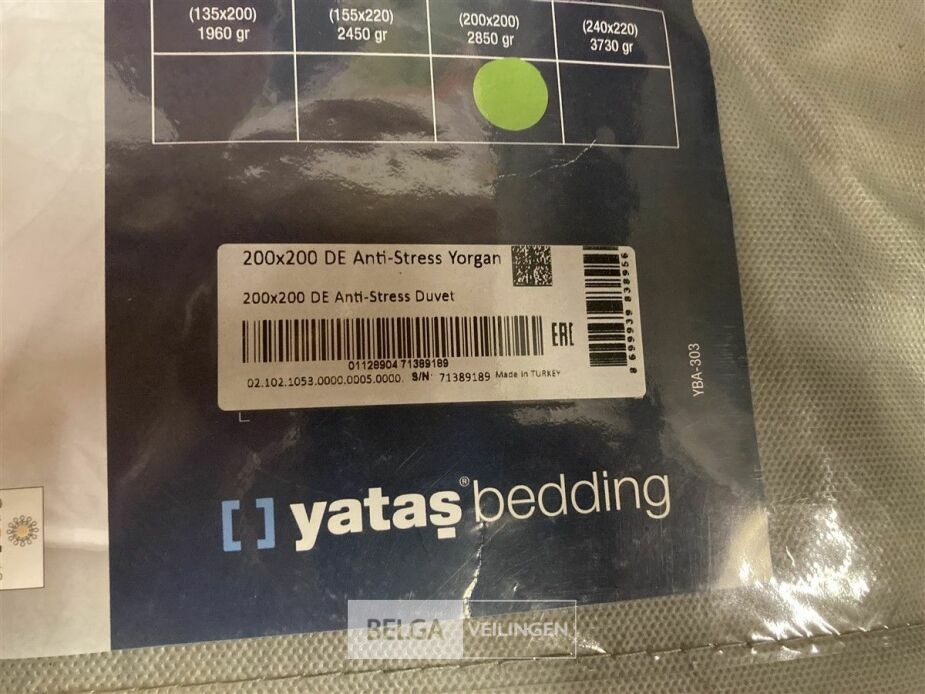 (135x200) (155x220) (200x200) (240x220)
1960 gr 2450 gr 2850 gr 3730 gr
200x200 DE Anti-Stress Yorgan
200x200 DE Anti-Stress Duvet
EAC
01128904 71389189
02.102.1053.0000.0005.0000. S/N: 71389189 Made in TURKEY
8 699939 838956
YBA-303
[ ] yataş® bedding
BELGA VEILINGEN